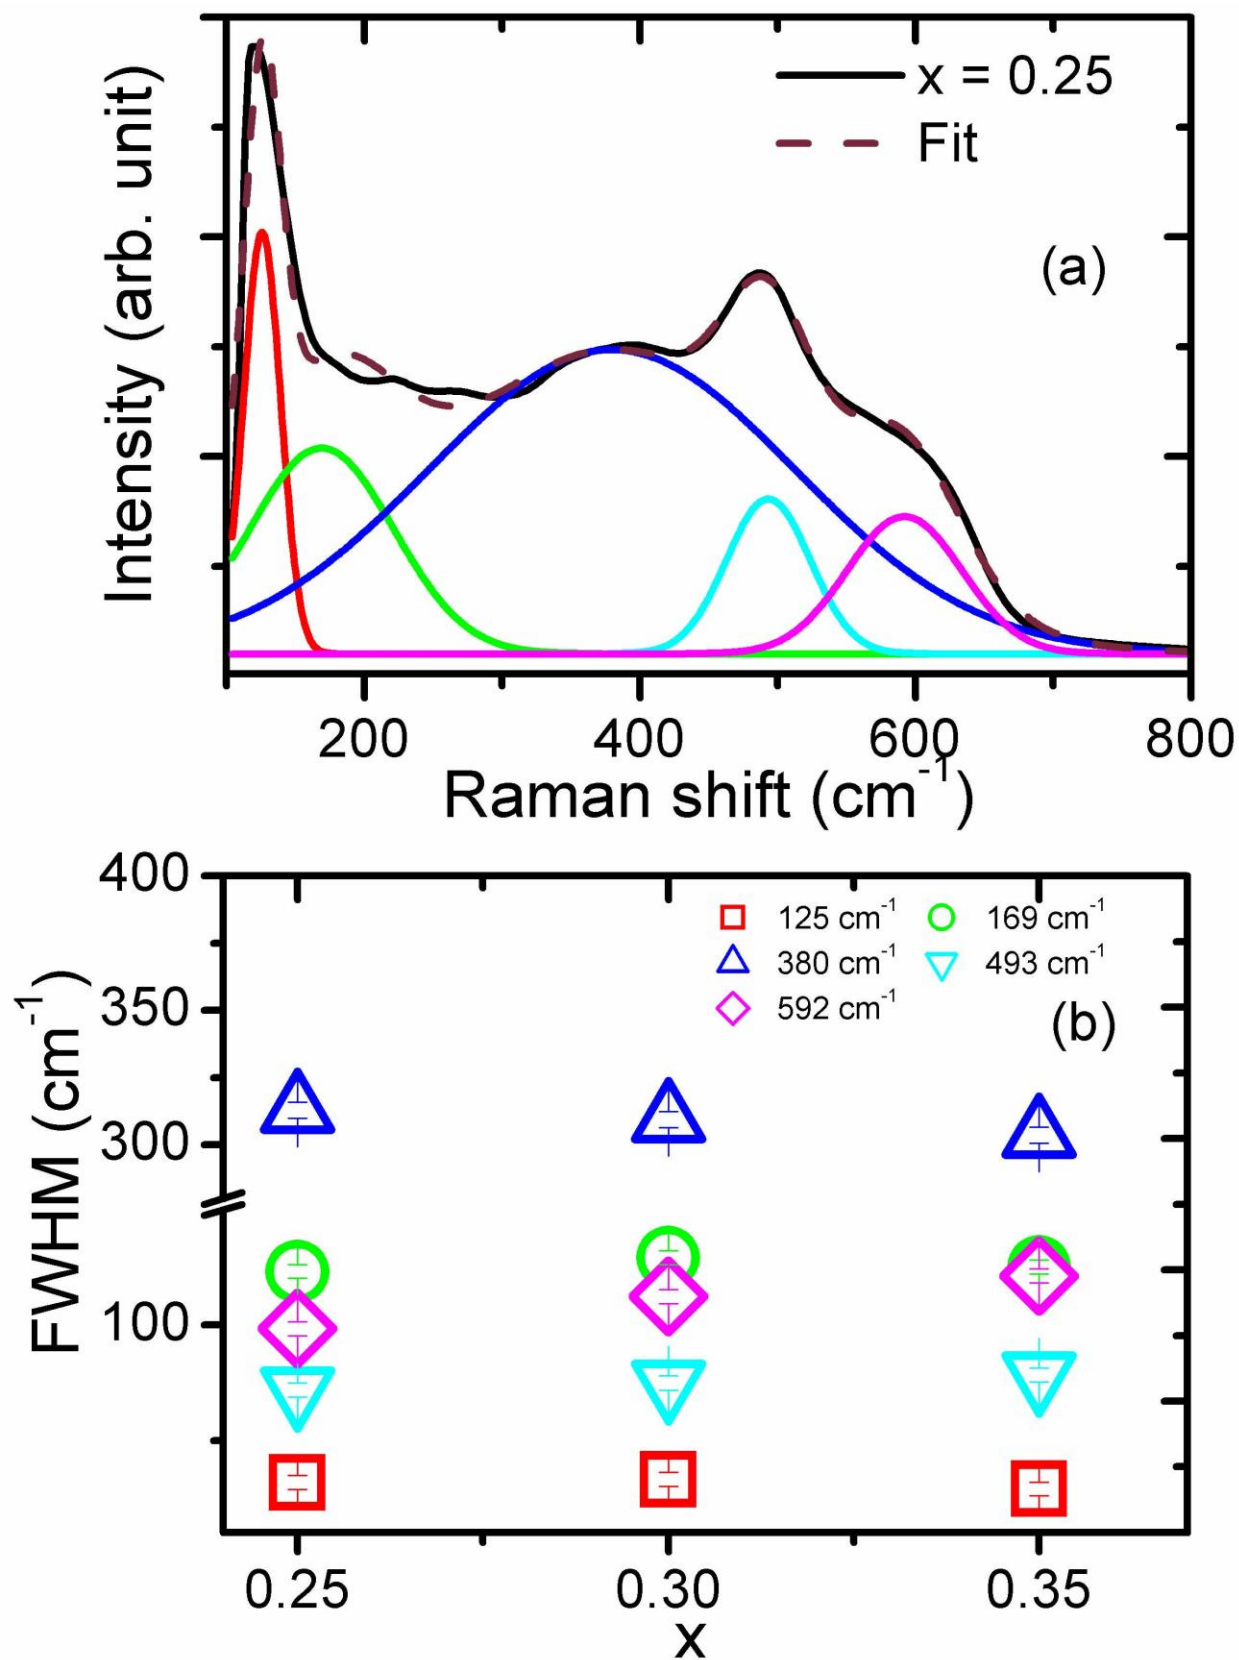 x = 0.25
Fit
(a)
Intensity (arb. unit)
200 400 600 800
Raman shift (cm⁻¹)
400
125 cm⁻¹ 169 cm⁻¹
380 cm⁻¹ 493 cm⁻¹
592 cm⁻¹
350
(b)
FWHM (cm⁻¹)
300
100
0.25 0.30 0.35
x